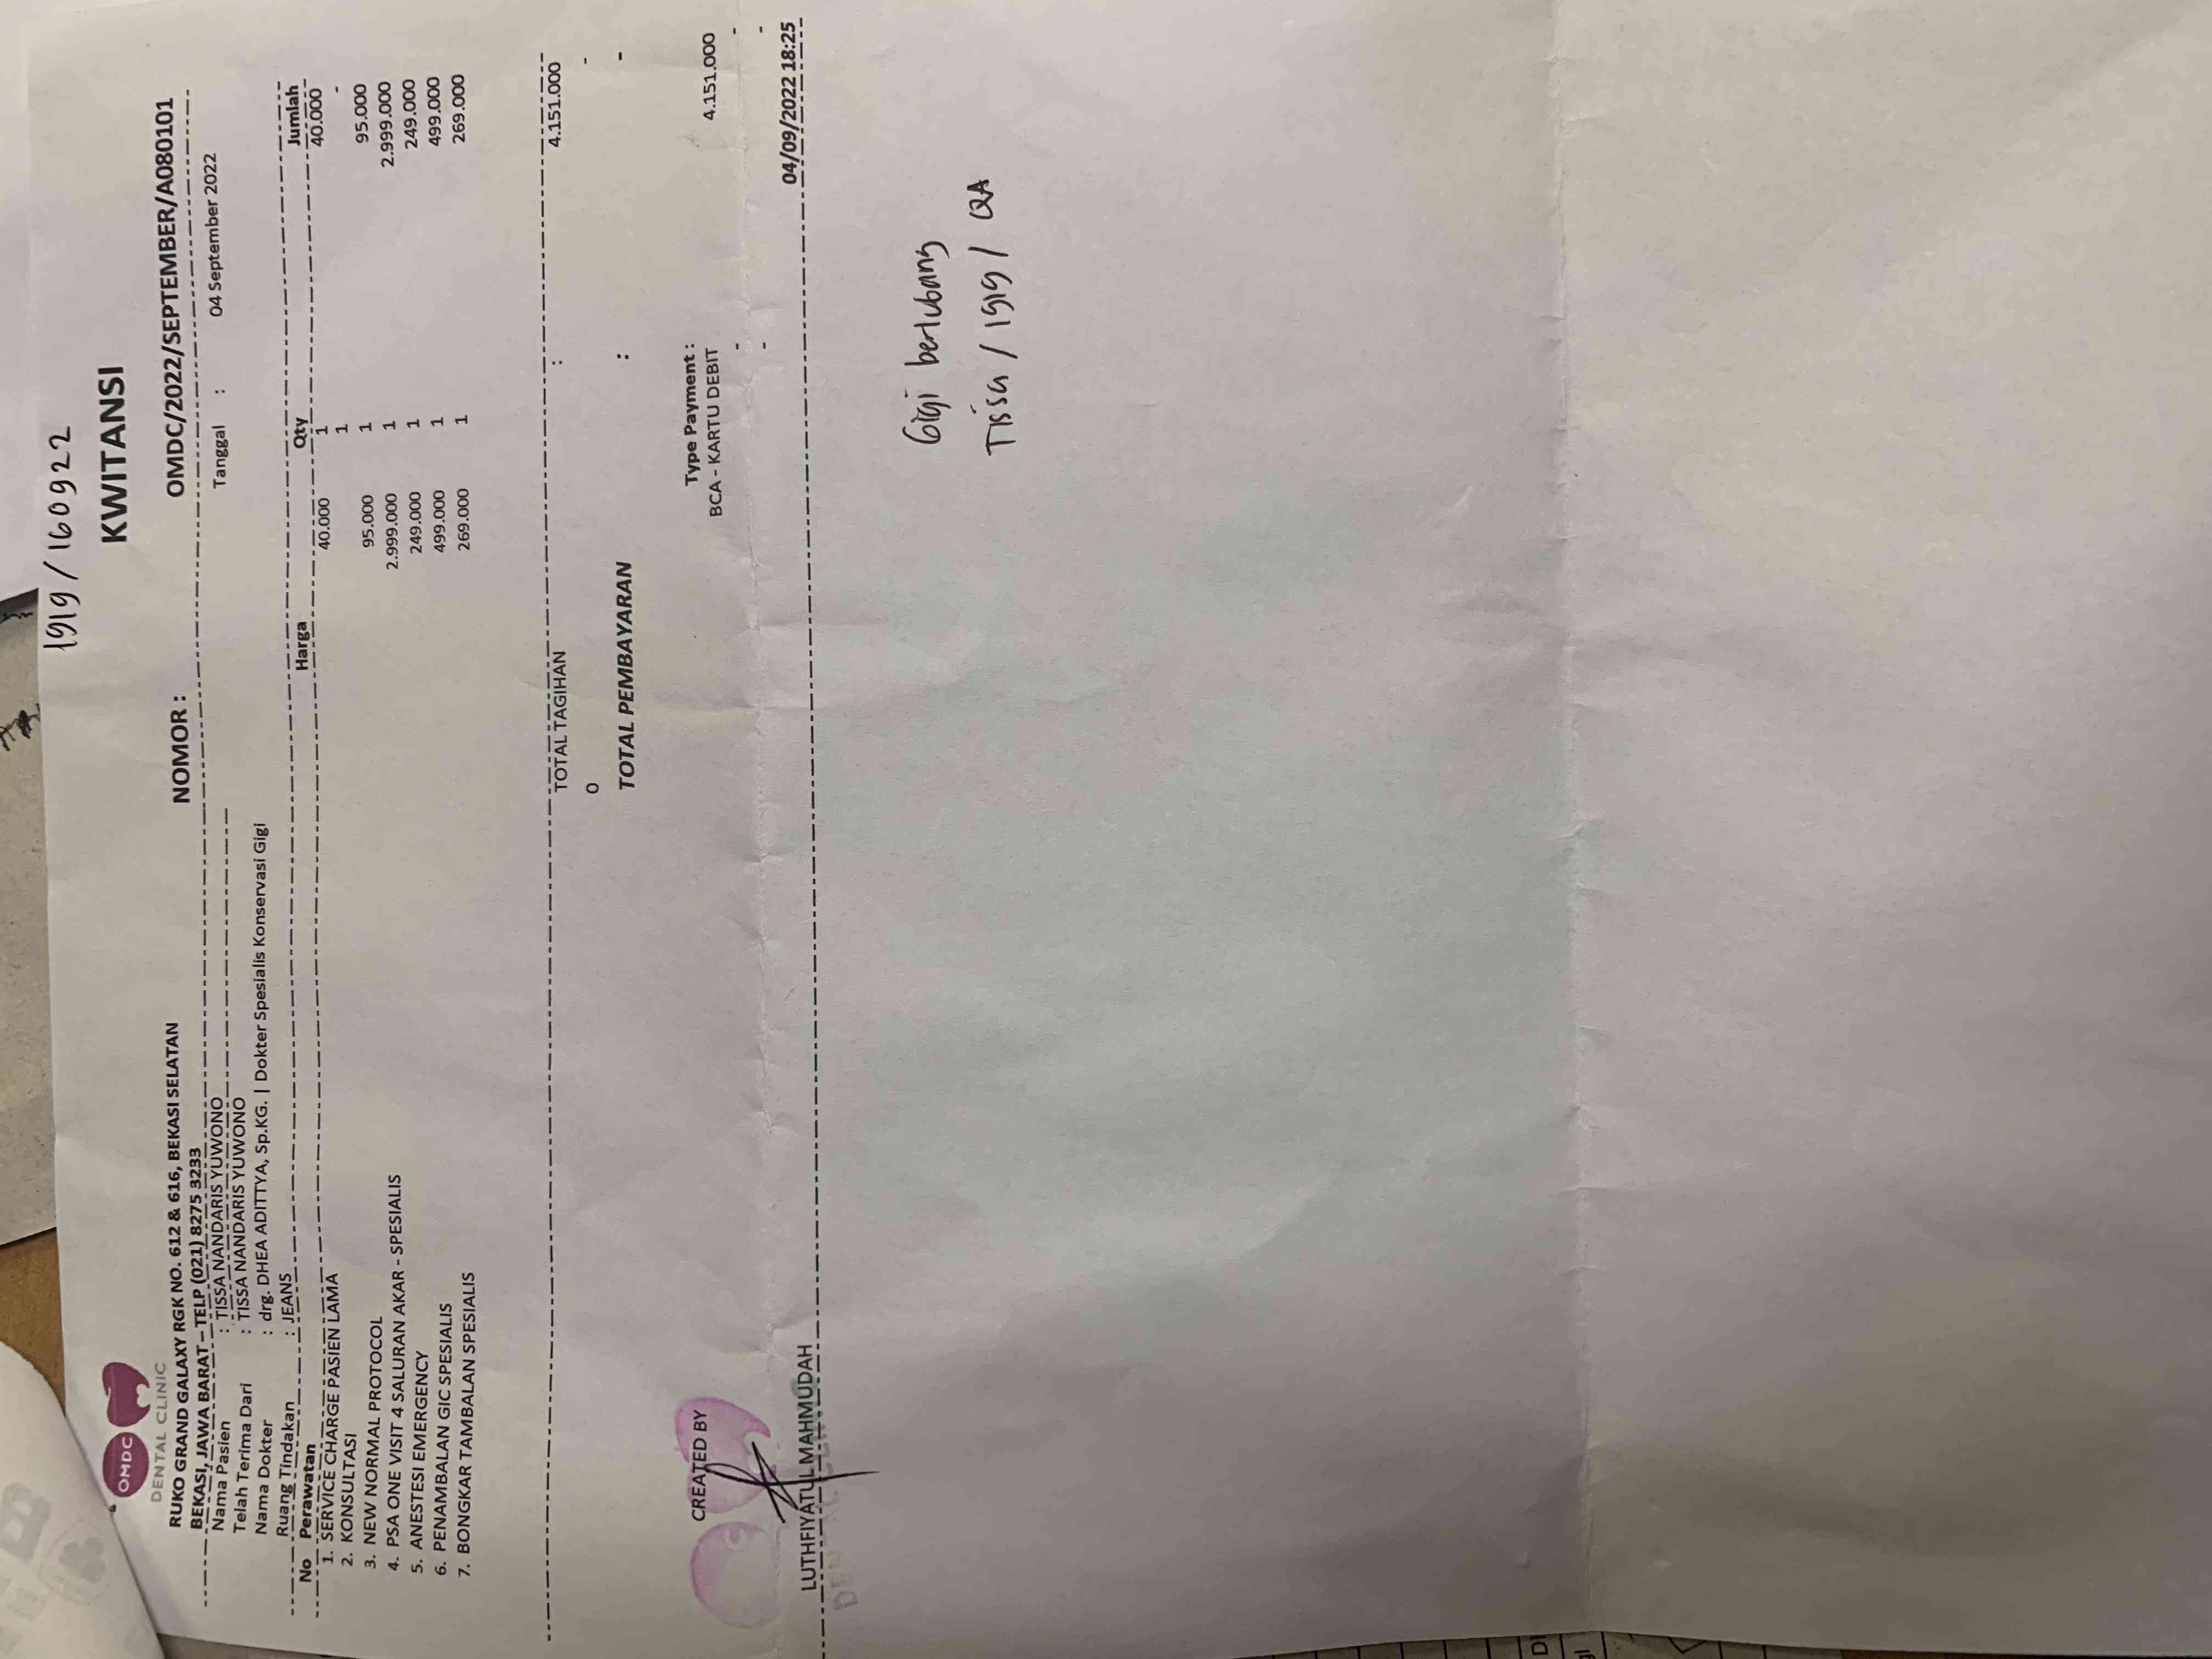 1919 / 160922
KWITANSI
OMDC
DENTAL CLINIC
RUKO GRAND GALAXY RGK NO. 612 & 616, BEKASI SELATAN
BEKASI, JAWA BARAT – TELP (021) 8275 3233
NOMOR : OMDC/2022/SEPTEMBER/A080101
Nama Pasien : TISSA NANDARIS YUWONO Tanggal : 04 September 2022
Telah Terima Dari : TISSA NANDARIS YUWONO
Nama Dokter : drg. DHEA ADITTYA, Sp.KG. | Dokter Spesialis Konservasi Gigi
Ruang Tindakan : JEANS
No Perawatan Harga Qty Jumlah
1. SERVICE CHARGE PASIEN LAMA 40.000 1 40.000
2. KONSULTASI 1 -
3. NEW NORMAL PROTOCOL 95.000 1 95.000
4. PSA ONE VISIT 4 SALURAN AKAR - SPESIALIS 2.999.000 1 2.999.000
5. ANESTESI EMERGENCY 249.000 1 249.000
6. PENAMBALAN GIC SPESIALIS 499.000 1 499.000
7. BONGKAR TAMBALAN SPESIALIS 269.000 1 269.000
TOTAL TAGIHAN : 4.151.000
0 -
TOTAL PEMBAYARAN : -
CREATED BY Type Payment :
BCA - KARTU DEBIT 4.151.000
- -
- -
LUTHFIYATUL MAHMUDAH 04/09/2022 18:25
Gigi berlubang
Tissa / 1919 / QA